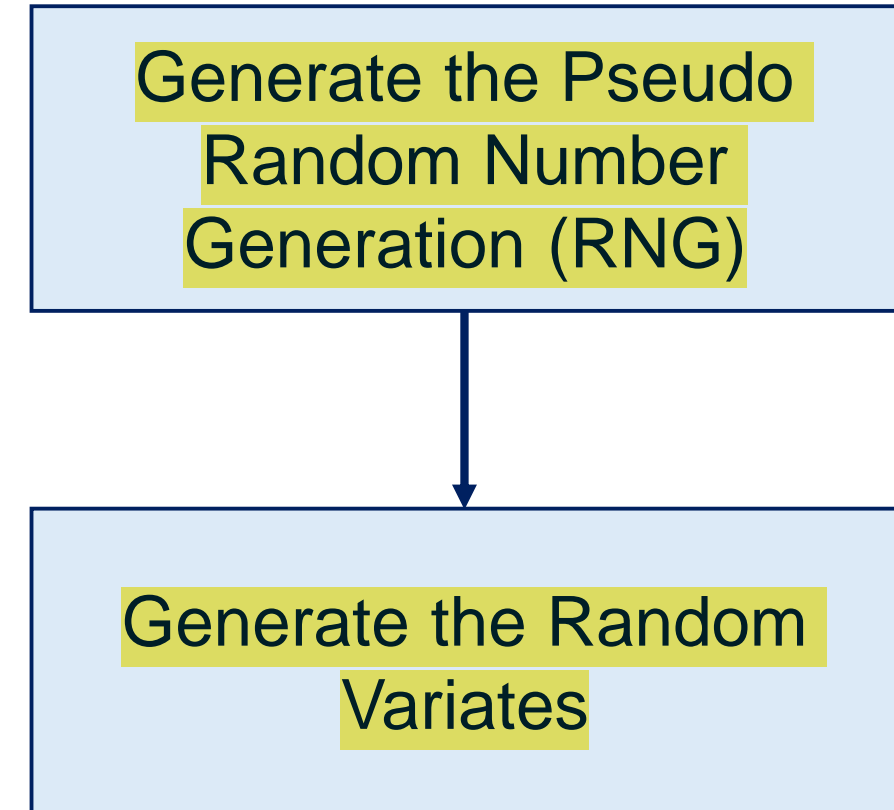 Generate the Pseudo
Random Number
Generation (RNG)
Generate the Random
Variates